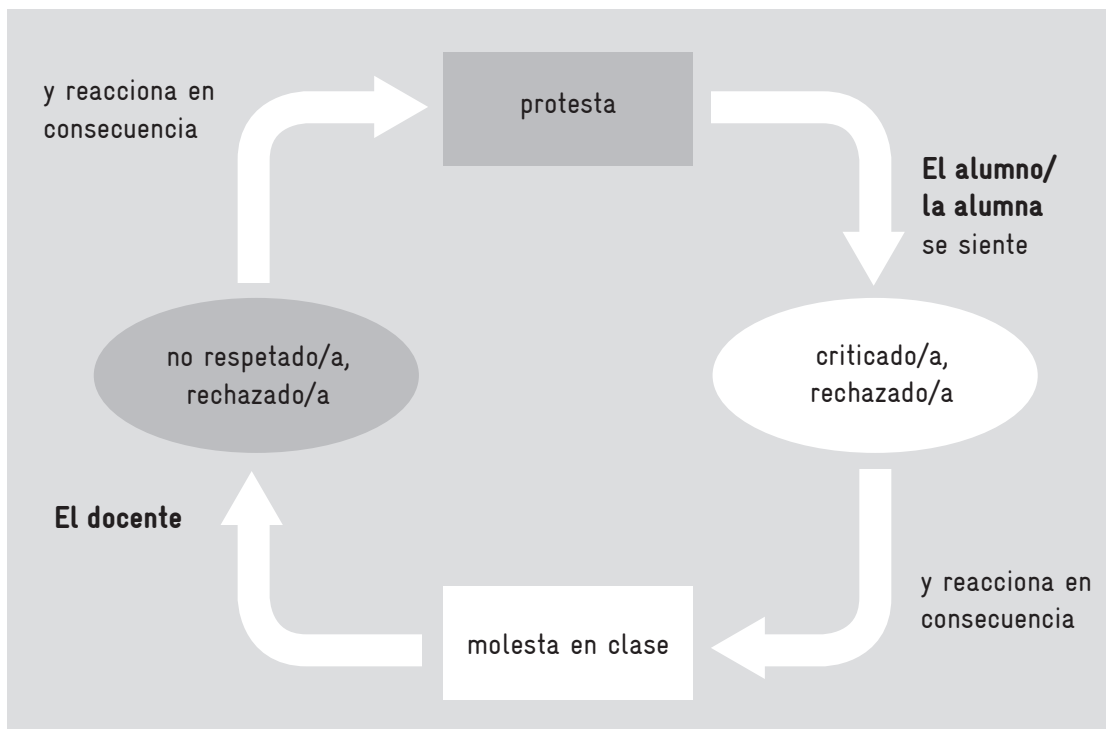 y reacciona en
consecuencia
protesta
El alumno/
la alumna
se siente
no respetado/a,
rechazado/a
criticado/a,
rechazado/a
El docente
y reacciona en
consecuencia
molesta en clase